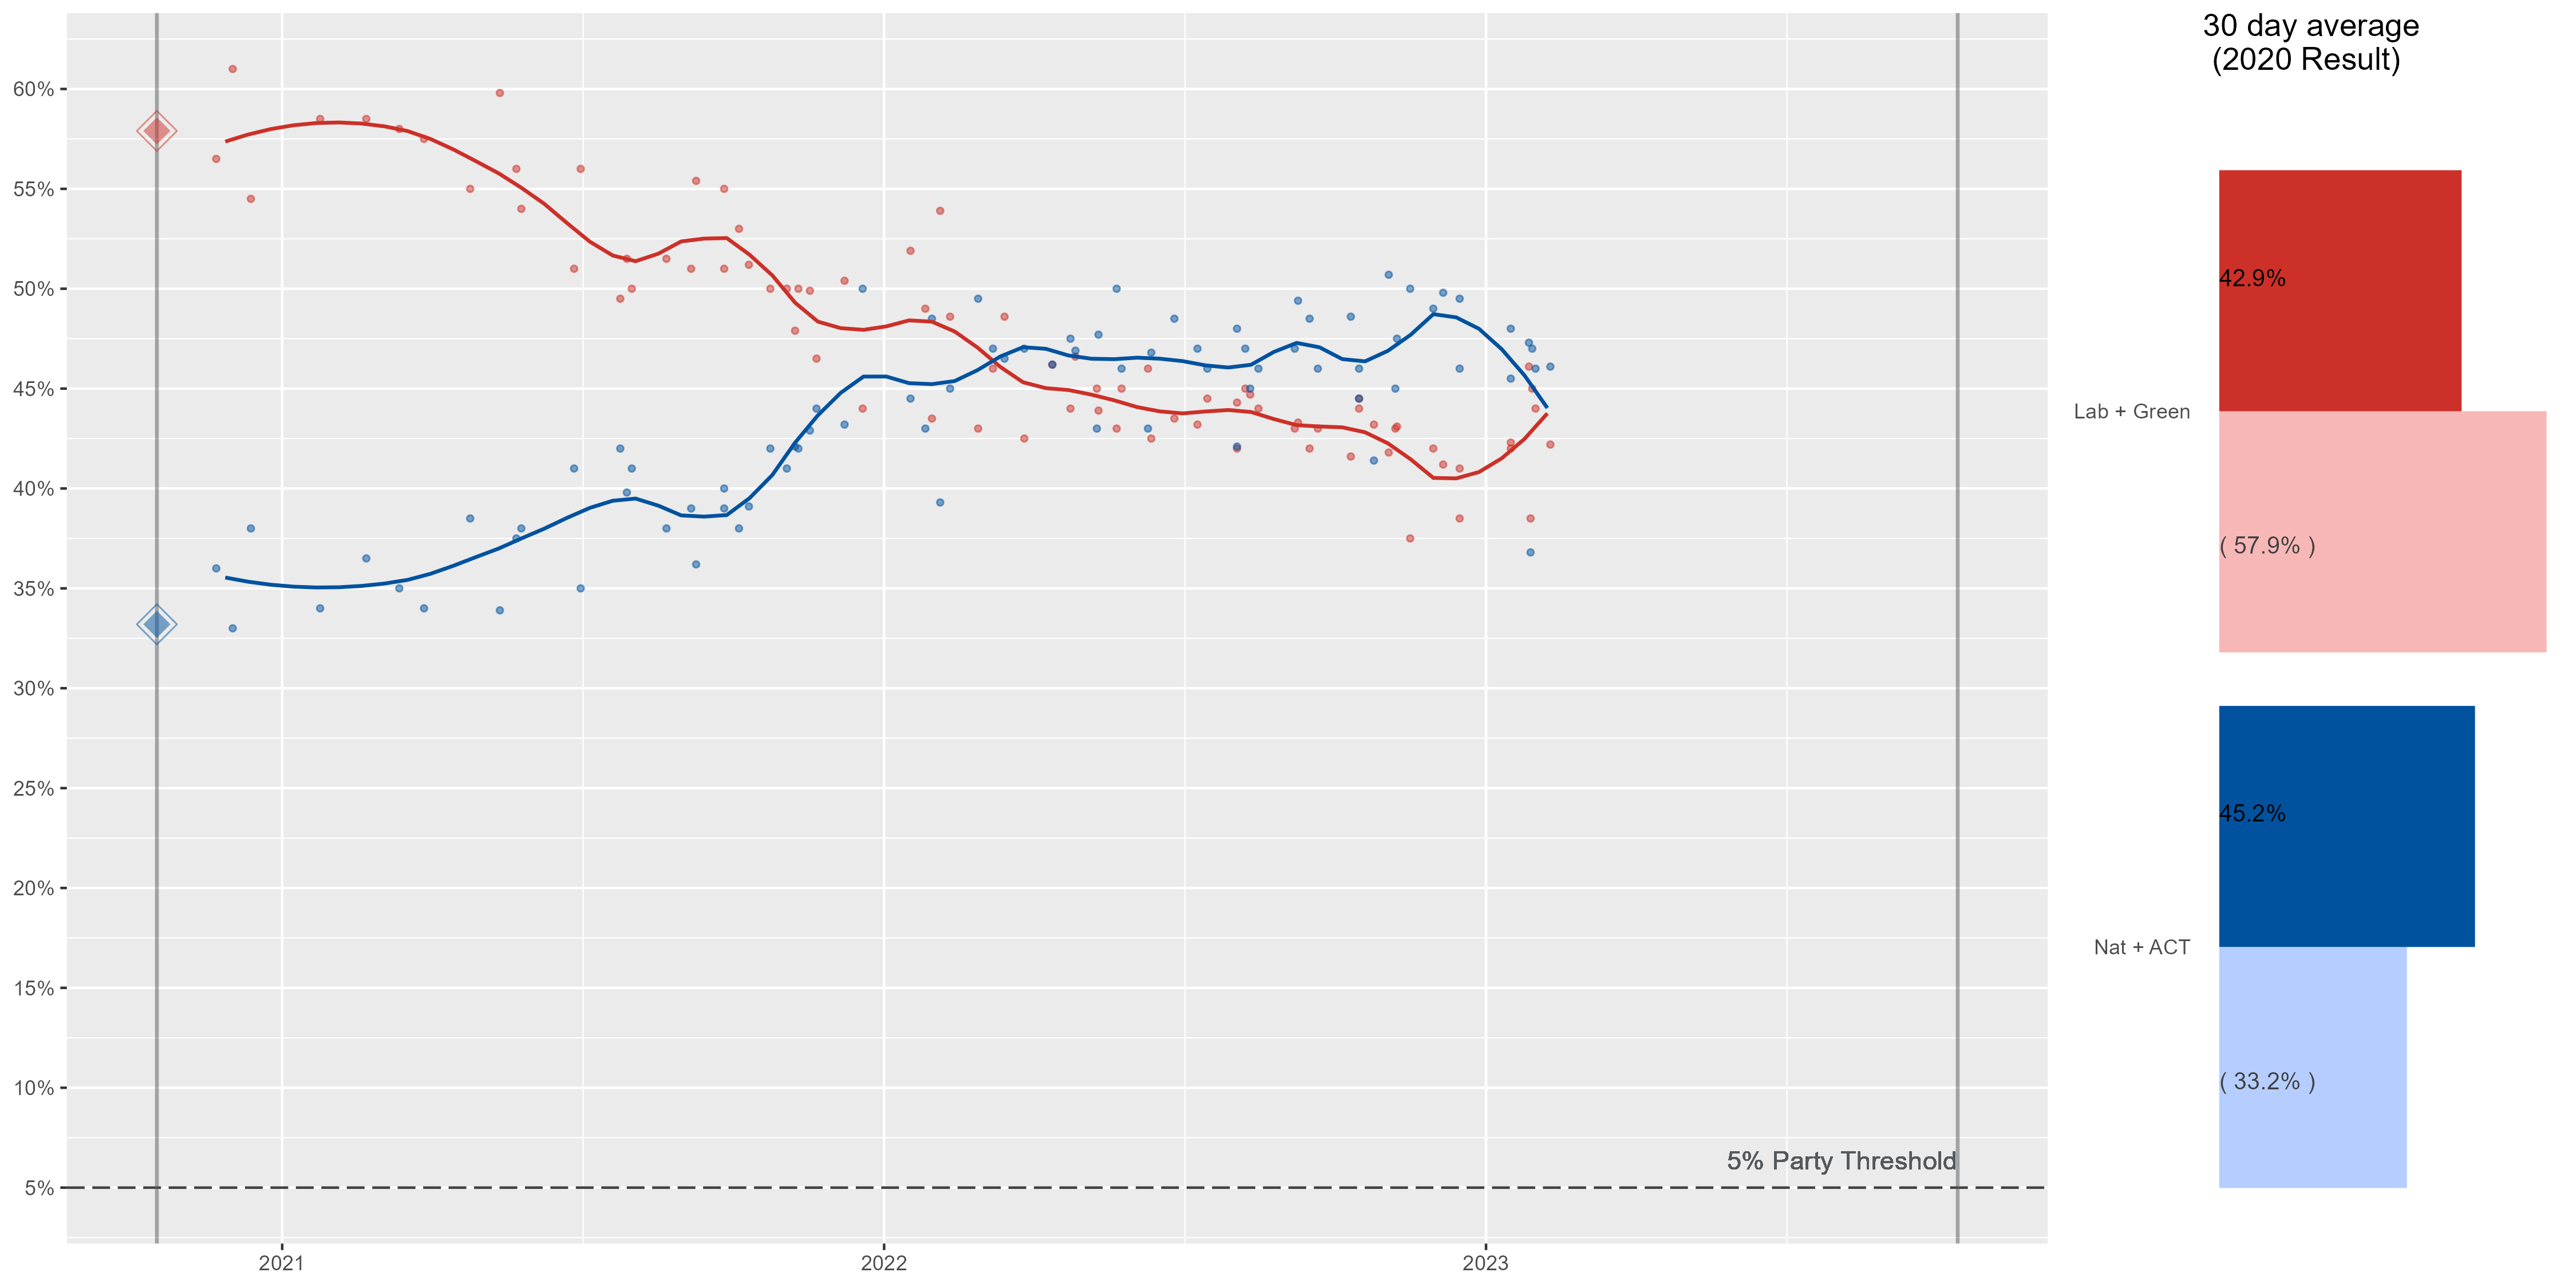 60%
55%
50%
45%
40%
35%
30%
25%
20%
15%
10%
5%
2021
2022
2023
5% Party Threshold
30 day average
(2020 Result)
Lab + Green
42.9%
( 57.9% )
Nat + ACT
45.2%
( 33.2% )